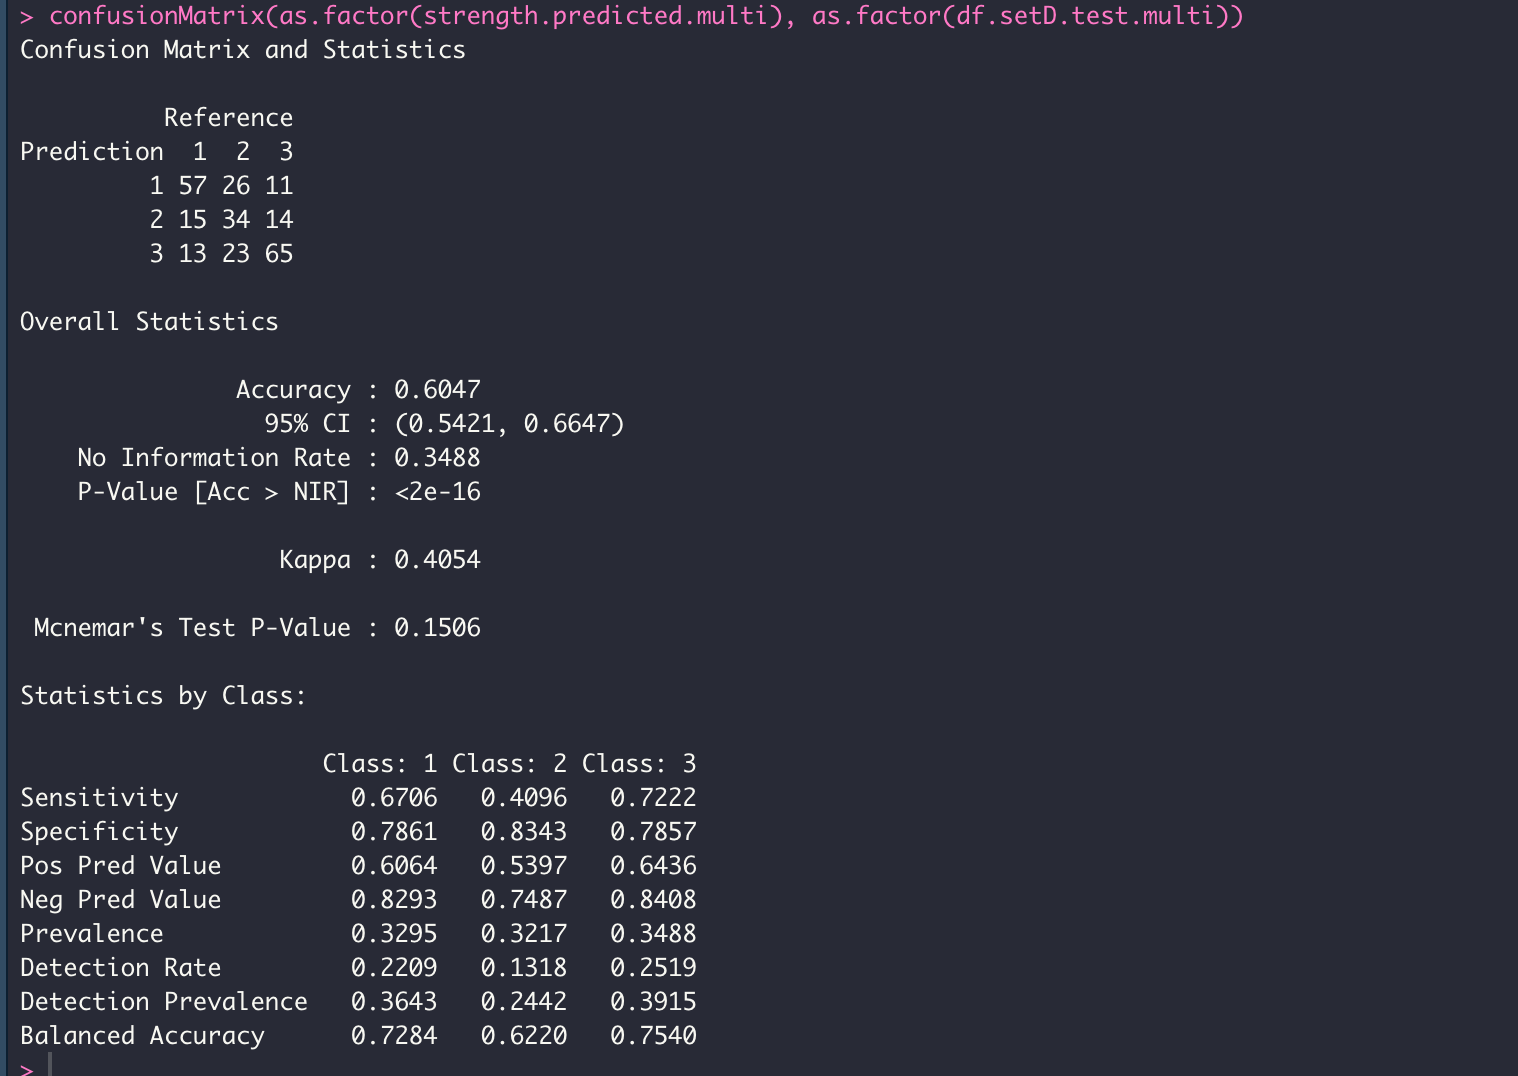 > confusionMatrix(as.factor(strength.predicted.multi), as.factor(df.setD.test.multi))
Confusion Matrix and Statistics
Reference
Prediction 1 2 3
1 57 26 11
2 15 34 14
3 13 23 65
Overall Statistics
Accuracy : 0.6047
95% CI : (0.5421, 0.6647)
No Information Rate : 0.3488
P-Value [Acc > NIR] : <2e-16
Kappa : 0.4054
Mcnemar's Test P-Value : 0.1506
Statistics by Class:
Class: 1 Class: 2 Class: 3
Sensitivity 0.6706 0.4096 0.7222
Specificity 0.7861 0.8343 0.7857
Pos Pred Value 0.6064 0.5397 0.6436
Neg Pred Value 0.8293 0.7487 0.8408
Prevalence 0.3295 0.3217 0.3488
Detection Rate 0.2209 0.1318 0.2519
Detection Prevalence 0.3643 0.2442 0.3915
Balanced Accuracy 0.7284 0.6220 0.7540
>